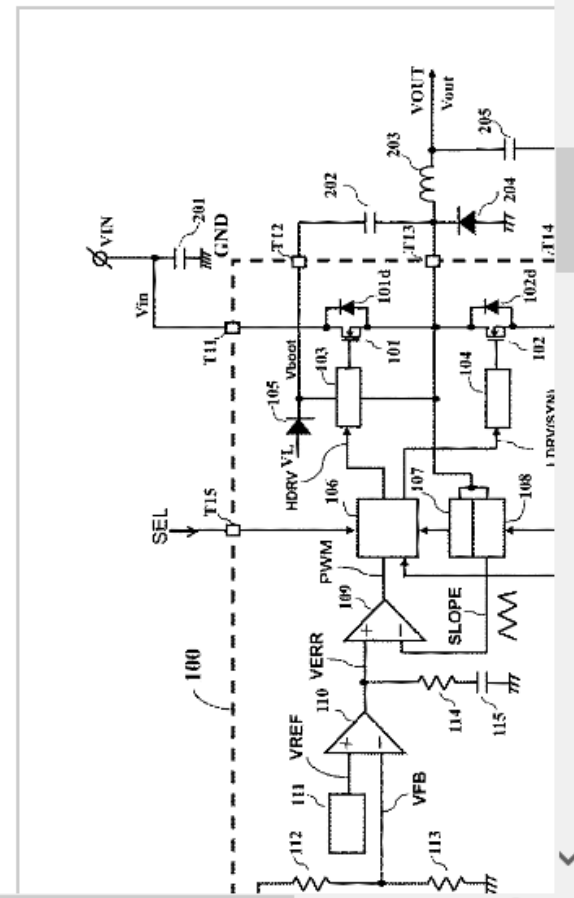 VOUT
Vout
205
203
202
204
VIN
201
GND
T12
T13
T14
Vin
101d
102d
T11
101
102
Vboot
103
104
105
VL
HDRV
LDRV(SYN)
106
107
108
T15
SEL
PWM
109
SLOPE
100
VERR
110
114
115
VREF
VFB
111
112
113